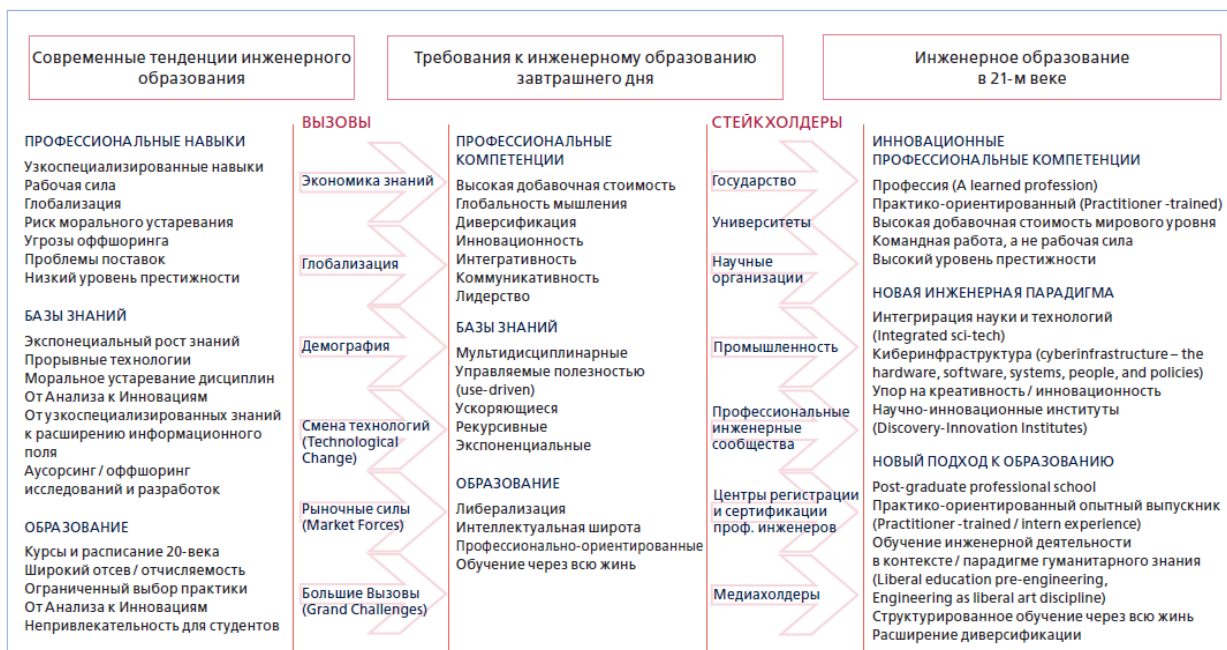 Современные тенденции инженерного
образования
Требования к инженерному образованию
завтрашнего дня
Инженерное образование
в 21-м веке
ПРОФЕССИОНАЛЬНЫЕ НАВЫКИ
Узкоспециализированные навыки
Рабочая сила
Глобализация
Риск морального устаревания
Угрозы оффшоринга
Проблемы поставок
Низкий уровень престижности
БАЗЫ ЗНАНИЙ
Экспонециальный рост знаний
Прорывные технологии
Моральное устаревание дисциплин
От Анализа к Инновациям
От узкоспециализированных знаний
к расширению информационного
поля
Аусорсинг / оффшоринг
исследований и разработок
ОБРАЗОВАНИЕ
Курсы и расписание 20-века
Широкий отсев / отчисляемость
Ограниченный выбор практики
От Анализа к Инновациям
Непривлекательность для студентов
ВЫЗОВЫ
Экономика знаний
Глобализация
Демография
Смена технологий
(Technological
Change)
Рыночные силы
(Market Forces)
Большие Вызовы
(Grand Challenges)
ПРОФЕССИОНАЛЬНЫЕ
КОМПЕТЕНЦИИ
Высокая добавочная стоимость
Глобальность мышления
Диверсификация
Инновационность
Интегративность
Коммуникативность
Лидерство
БАЗЫ ЗНАНИЙ
Мультидисциплинарные
Управляемые полезностью
(use-driven)
Ускоряющиеся
Рекурсивные
Экспоненциальные
ОБРАЗОВАНИЕ
Либерализация
Интеллектуальная широта
Профессионально-ориентированные
Обучение через всю жинь
СТЕЙКХОЛДЕРЫ
Государство
Университеты
Научные
организации
Промышленность
Профессиональные
инженерные
сообщества
Центры регистрации
и сертификации
проф. инженеров
Медиахолдеры
ИННОВАЦИОННЫЕ
ПРОФЕССИОНАЛЬНЫЕ КОМПЕТЕНЦИИ
Профессия (A learned profession)
Практико-ориентированный (Practitioner -trained)
Высокая добавочная стоимость мирового уровня
Командная работа, а не рабочая сила
Высокий уровень престижности
НОВАЯ ИНЖЕНЕРНАЯ ПАРАДИГМА
Интегрирация науки и технологий
(Integrated sci-tech)
Киберинфраструктура (cyberinfrastructure – the
hardware, software, systems, people, and policies)
Упор на креативность / инновационность
Научно-инновационные институты
(Discovery-Innovation Institutes)
НОВЫЙ ПОДХОД К ОБРАЗОВАНИЮ
Post-graduate professional school
Практико-ориентированный опытный выпускник
(Practitioner -trained / intern experience)
Обучение инженерной деятельности
в контексте / парадигме гуманитарного знания
(Liberal education pre-engineering,
Engineering as liberal art discipline)
Структурированное обучение через всю жинь
Расширение диверсификации